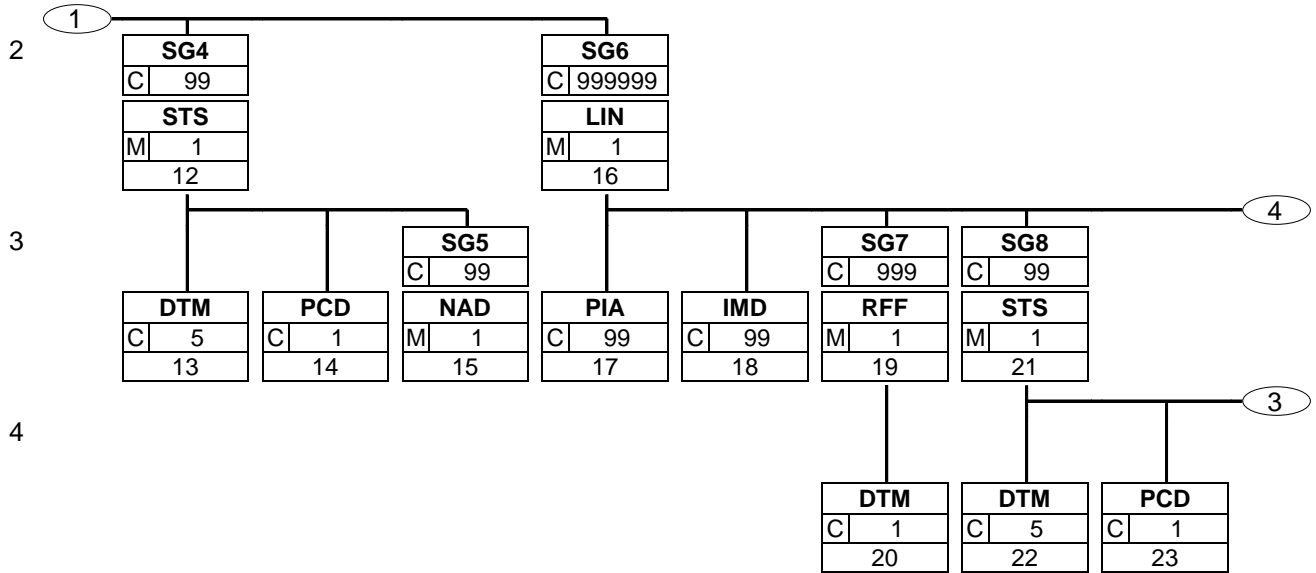 1
2
SG4 SG6
C 99 C 999999
STS LIN
M 1 M 1
12 16
4
3
SG5 SG7 SG8
C 99 C 999 C 99
DTM PCD NAD PIA IMD RFF STS
C 5 C 1 M 1 C 99 C 99 M 1 M 1
13 14 15 17 18 19 21
3
4
DTM DTM PCD
C 1 C 5 C 1
20 22 23